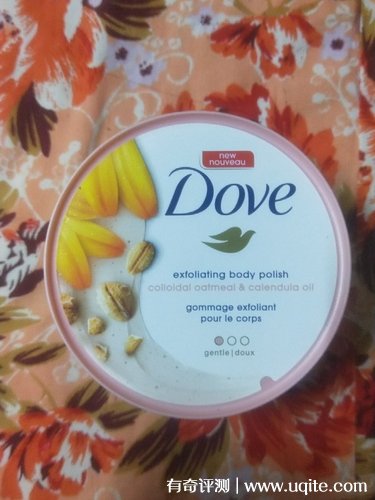 new
nouveau
Dove
exfoliating body polish
colloidal oatmeal & calendula oil
gommage exfoliant
pour le corps
gentle | doux
有奇评测 | www.uqite.com